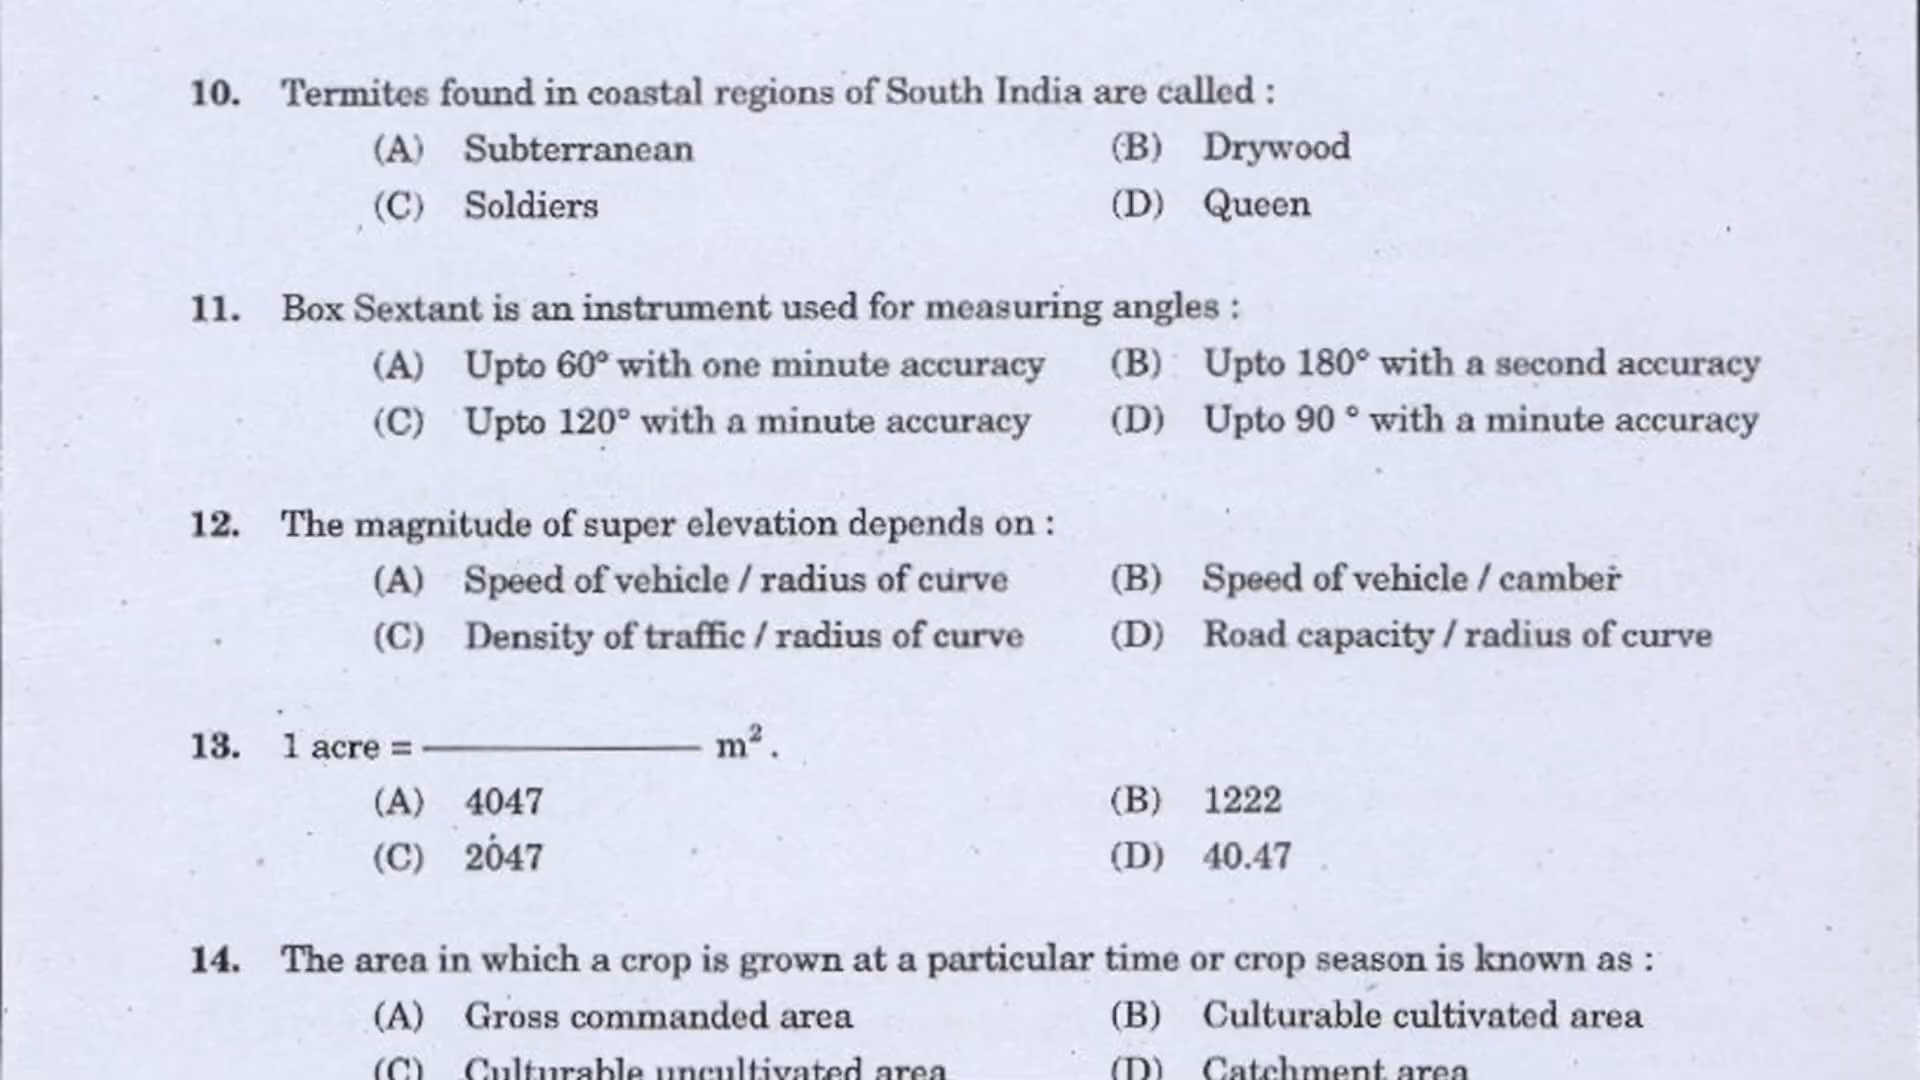 10. Termites found in coastal regions of South India are called :
(A) Subterranean (B) Drywood
(C) Soldiers (D) Queen
11. Box Sextant is an instrument used for measuring angles :
(A) Upto 60° with one minute accuracy (B) Upto 180° with a second accuracy
(C) Upto 120° with a minute accuracy (D) Upto 90 ° with a minute accuracy
12. The magnitude of super elevation depends on :
(A) Speed of vehicle / radius of curve (B) Speed of vehicle / camber
(C) Density of traffic / radius of curve (D) Road capacity / radius of curve
13. 1 acre = ———— m².
(A) 4047 (B) 1222
(C) 2047 (D) 40.47
14. The area in which a crop is grown at a particular time or crop season is known as :
(A) Gross commanded area (B) Culturable cultivated area
(C) Culturable uncultivated area (D) Catchment area